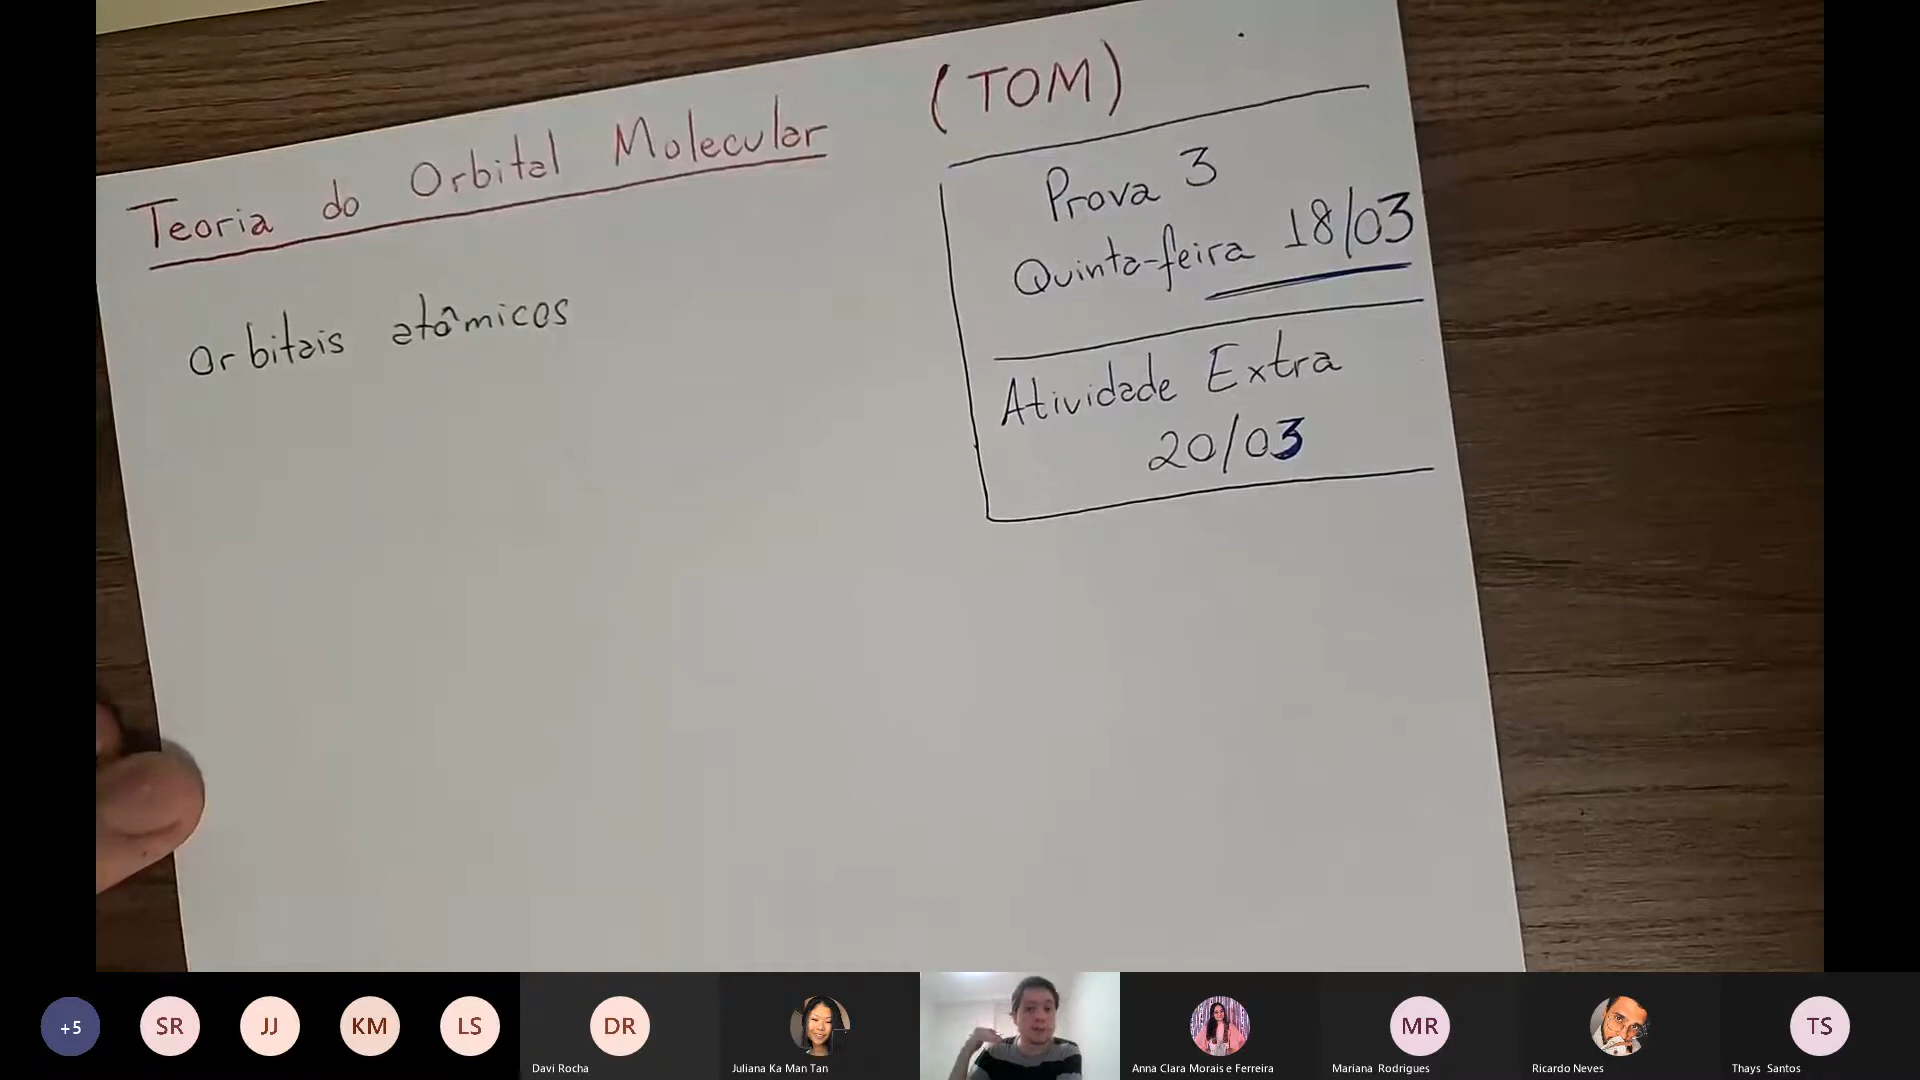 Teoria do Orbital Molecular (TOM)
Orbitais atômicos
Prova 3
Quinta-feira 18/03
Atividade Extra
20/03
+5
SR
JJ
KM
LS
DR
MR
TS
Davi Rocha
Juliana Ka Man Tan
Anna Clara Morais e Ferreira
Mariana Rodrigues
Ricardo Neves
Thays Santos